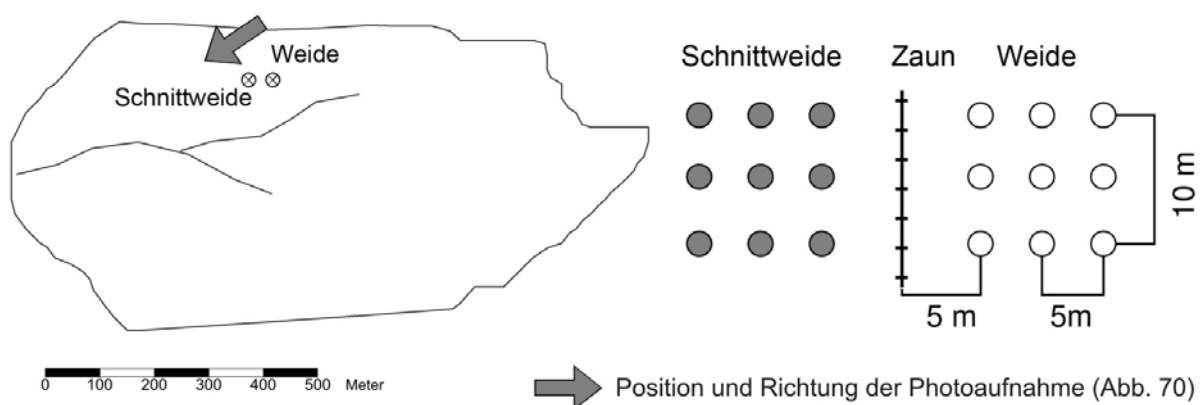 Weide
Schnittweide
0 100 200 300 400 500 Meter
Schnittweide Zaun Weide
10 m
5 m 5m
Position und Richtung der Photoaufnahme (Abb. 70)